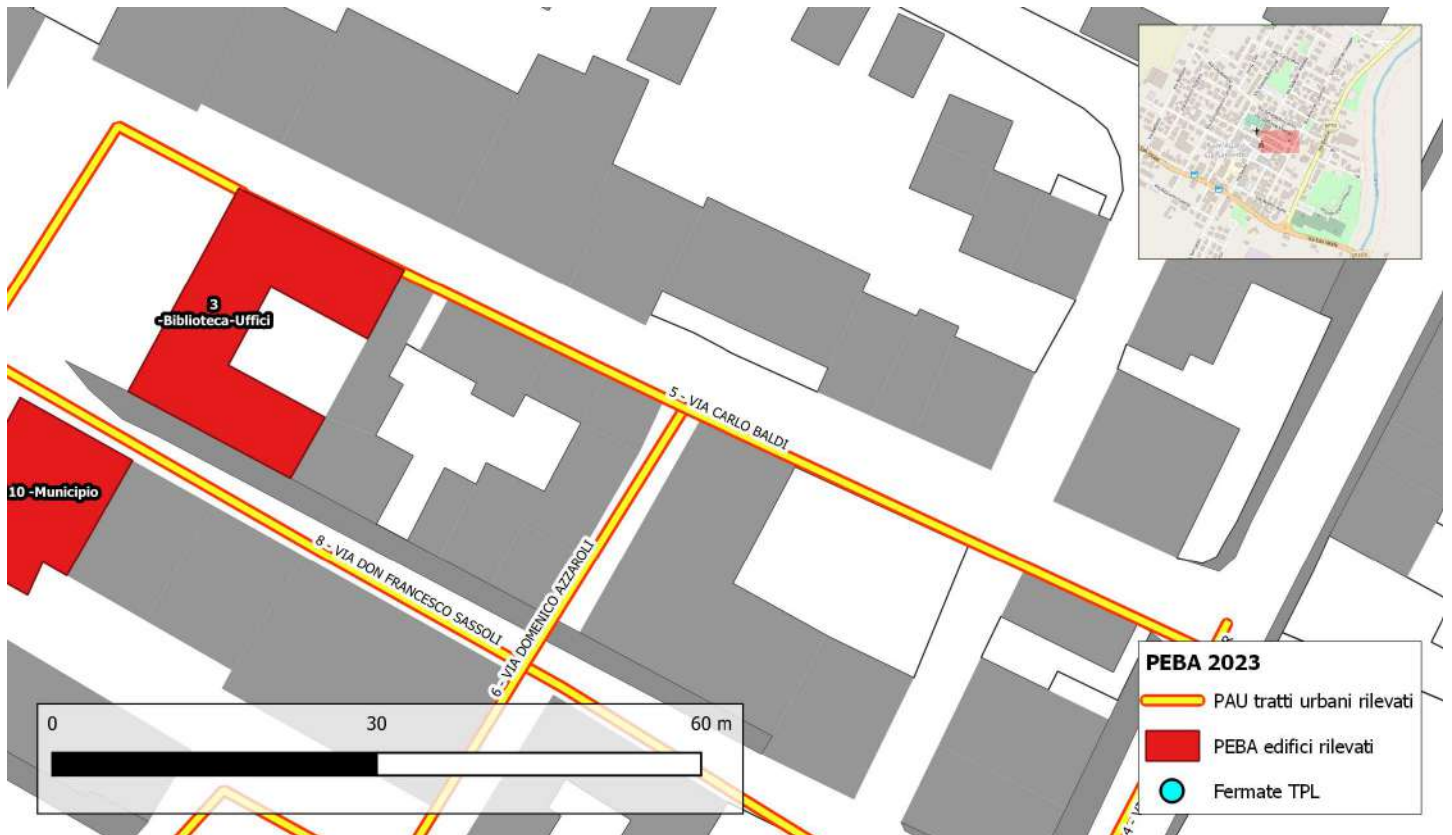 3
-Biblioteca-Uffici
10 -Municipio
5 - VIA CARLO BALDI
8 - VIA DON FRANCESCO SASSOLI
6 - VIA DOMENICO AZZAROLI
0 30 60 m
PEBA 2023
PAU tratti urbani rilevati
PEBA edifici rilevati
Fermate TPL